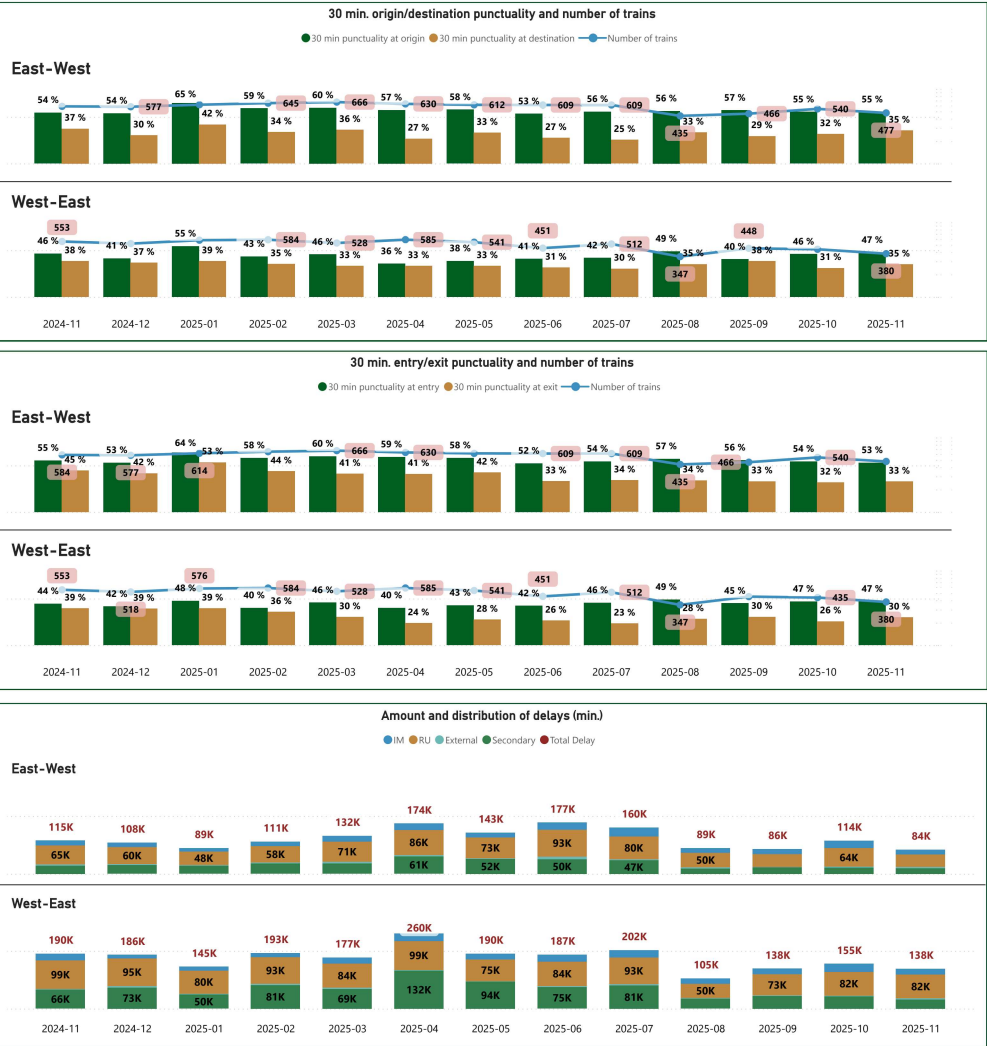 30 min. origin/destination punctuality and number of trains
30 min punctuality at origin 30 min punctuality at destination Number of trains
East-West
54 % 54 % 577 65 % 59 % 645 60 % 666 57 % 630 58 % 612 53 % 609 56 % 609 56 % 57 % 466 55 % 540 55 %
37 % 30 % 42 % 34 % 36 % 27 % 33 % 27 % 25 % 33 % 29 % 32 % 35 %
435 477
West-East
553 451 448
46 % 41 % 55 % 43 % 584 46 % 528 36 % 585 38 % 541 41 % 42 % 512 49 % 40 % 46 % 47 %
38 % 37 % 39 % 35 % 33 % 33 % 33 % 31 % 30 % 35 % 38 % 31 % 35 %
347 380
2024-11 2024-12 2025-01 2025-02 2025-03 2025-04 2025-05 2025-06 2025-07 2025-08 2025-09 2025-10 2025-11
30 min. entry/exit punctuality and number of trains
30 min punctuality at entry 30 min punctuality at exit Number of trains
East-West
55 % 53 % 64 % 58 % 60 % 666 59 % 630 58 % 52 % 609 54 % 609 57 % 56 % 54 % 540 53 %
45 % 42 % 53 % 44 % 41 % 41 % 42 % 33 % 34 % 34 % 466 33 % 32 % 33 %
584 577 614 435
West-East
553 576 451
44 % 42 % 48 % 40 % 584 46 % 528 40 % 585 43 % 541 42 % 46 % 512 49 % 45 % 47 % 435 47 %
39 % 39 % 39 % 36 % 30 % 24 % 28 % 26 % 23 % 28 % 30 % 26 % 30 %
518 347 380
2024-11 2024-12 2025-01 2025-02 2025-03 2025-04 2025-05 2025-06 2025-07 2025-08 2025-09 2025-10 2025-11
Amount and distribution of delays (min.)
IM RU External Secondary Total Delay
East-West
115K 108K 89K 111K 132K 174K 143K 177K 160K 89K 86K 114K 84K
65K 60K 48K 58K 71K 86K 73K 93K 80K 50K 64K
61K 52K 50K 47K
West-East
190K 186K 145K 193K 177K 260K 190K 187K 202K 105K 138K 155K 138K
99K 95K 80K 93K 84K 99K 75K 84K 93K 50K 73K 82K 82K
66K 73K 50K 81K 69K 132K 94K 75K 81K
2024-11 2024-12 2025-01 2025-02 2025-03 2025-04 2025-05 2025-06 2025-07 2025-08 2025-09 2025-10 2025-11